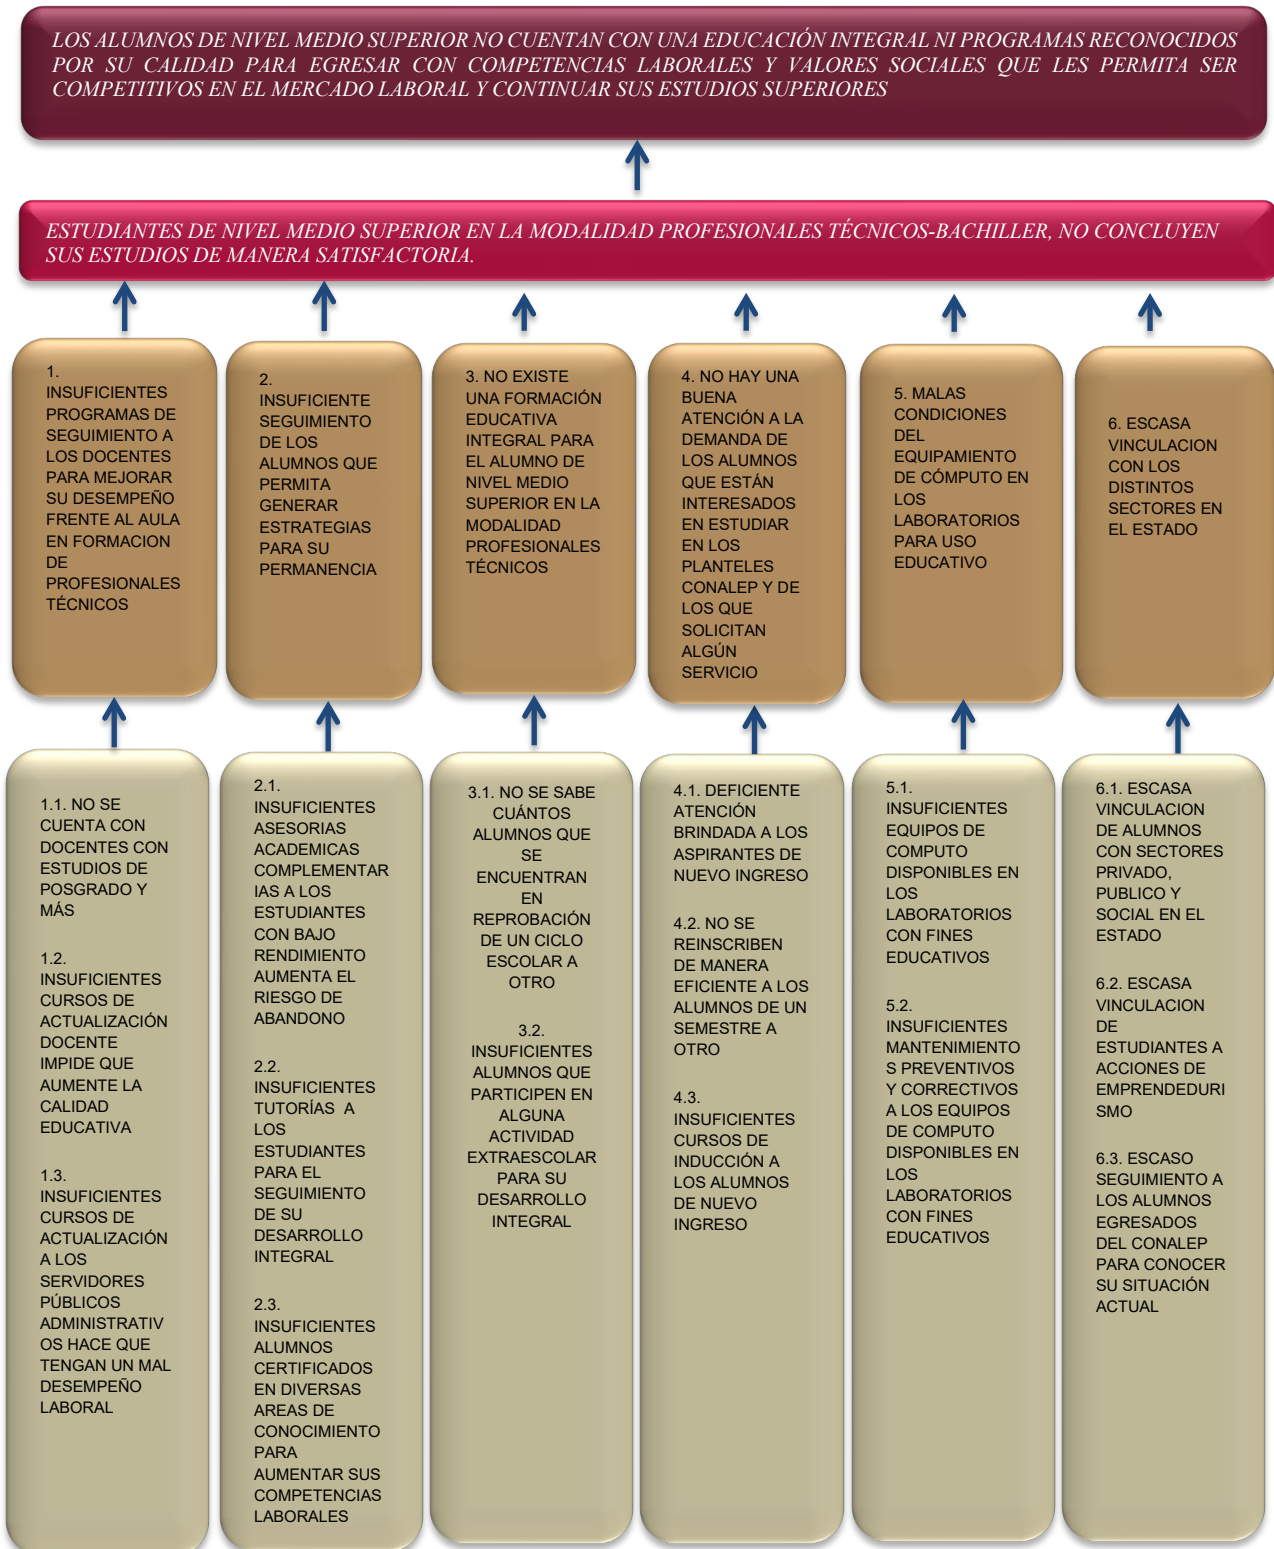 LOS ALUMNOS DE NIVEL MEDIO SUPERIOR NO CUENTAN CON UNA EDUCACIÓN INTEGRAL NI PROGRAMAS RECONOCIDOS
POR SU CALIDAD PARA EGRESAR CON COMPETENCIAS LABORALES Y VALORES SOCIALES QUE LES PERMITA SER
COMPETITIVOS EN EL MERCADO LABORAL Y CONTINUAR SUS ESTUDIOS SUPERIORES
ESTUDIANTES DE NIVEL MEDIO SUPERIOR EN LA MODALIDAD PROFESIONALES TÉCNICOS-BACHILLER, NO CONCLUYEN
SUS ESTUDIOS DE MANERA SATISFACTORIA.
1.
INSUFICIENTES
PROGRAMAS DE
SEGUIMIENTO A
LOS DOCENTES
PARA MEJORAR
SU DESEMPEÑO
FRENTE AL AULA
EN FORMACION
DE
PROFESIONALES
TÉCNICOS
2.
INSUFICIENTE
SEGUIMIENTO
DE LOS
ALUMNOS QUE
PERMITA
GENERAR
ESTRATEGIAS
PARA SU
PERMANENCIA
3. NO EXISTE
UNA FORMACIÓN
EDUCATIVA
INTEGRAL PARA
EL ALUMNO DE
NIVEL MEDIO
SUPERIOR EN LA
MODALIDAD
PROFESIONALES
TÉCNICOS
4. NO HAY UNA
BUENA
ATENCIÓN A LA
DEMANDA DE
LOS ALUMNOS
QUE ESTÁN
INTERESADOS
EN ESTUDIAR
EN LOS
PLANTELES
CONALEP Y DE
LOS QUE
SOLICITAN
ALGÚN
SERVICIO
5. MALAS
CONDICIONES
DEL
EQUIPAMIENTO
DE CÓMPUTO EN
LOS
LABORATORIOS
PARA USO
EDUCATIVO
6. ESCASA
VINCULACION
CON LOS
DISTINTOS
SECTORES EN
EL ESTADO
1.1. NO SE
CUENTA CON
DOCENTES CON
ESTUDIOS DE
POSGRADO Y
MÁS
1.2.
INSUFICIENTES
CURSOS DE
ACTUALIZACIÓN
DOCENTE
IMPIDE QUE
AUMENTE LA
CALIDAD
EDUCATIVA
1.3.
INSUFICIENTES
CURSOS DE
ACTUALIZACIÓN
A LOS
SERVIDORES
PÚBLICOS
ADMINISTRATIV
OS HACE QUE
TENGAN UN MAL
DESEMPEÑO
LABORAL
2.1.
INSUFICIENTES
ASESORIAS
ACADEMICAS
COMPLEMENTAR
IAS A LOS
ESTUDIANTES
CON BAJO
RENDIMIENTO
AUMENTA EL
RIESGO DE
ABANDONO
2.2.
INSUFICIENTES
TUTORÍAS A
LOS
ESTUDIANTES
PARA EL
SEGUIMIENTO
DE SU
DESARROLLO
INTEGRAL
2.3.
INSUFICIENTES
ALUMNOS
CERTIFICADOS
EN DIVERSAS
AREAS DE
CONOCIMIENTO
PARA
AUMENTAR SUS
COMPETENCIAS
LABORALES
3.1. NO SE SABE
CUÁNTOS
ALUMNOS QUE
SE
ENCUENTRAN
EN
REPROBACIÓN
DE UN CICLO
ESCOLAR A
OTRO
3.2.
INSUFICIENTES
ALUMNOS QUE
PARTICIPEN EN
ALGUNA
ACTIVIDAD
EXTRAESCOLAR
PARA SU
DESARROLLO
INTEGRAL
4.1. DEFICIENTE
ATENCIÓN
BRINDADA A LOS
ASPIRANTES DE
NUEVO INGRESO
4.2. NO SE
REINSCRIBEN
DE MANERA
EFICIENTE A LOS
ALUMNOS DE UN
SEMESTRE A
OTRO
4.3.
INSUFICIENTES
CURSOS DE
INDUCCIÓN A
LOS ALUMNOS
DE NUEVO
INGRESO
5.1.
INSUFICIENTES
EQUIPOS DE
COMPUTO
DISPONIBLES EN
LOS
LABORATORIOS
CON FINES
EDUCATIVOS
5.2.
INSUFICIENTES
MANTENIMIENTO
S PREVENTIVOS
Y CORRECTIVOS
A LOS EQUIPOS
DE COMPUTO
DISPONIBLES EN
LOS
LABORATORIOS
CON FINES
EDUCATIVOS
6.1. ESCASA
VINCULACION
DE ALUMNOS
CON SECTORES
PRIVADO,
PUBLICO Y
SOCIAL EN EL
ESTADO
6.2. ESCASA
VINCULACION
DE
ESTUDIANTES A
ACCIONES DE
EMPRENDEDURI
SMO
6.3. ESCASO
SEGUIMIENTO A
LOS ALUMNOS
EGRESADOS
DEL CONALEP
PARA CONOCER
SU SITUACIÓN
ACTUAL